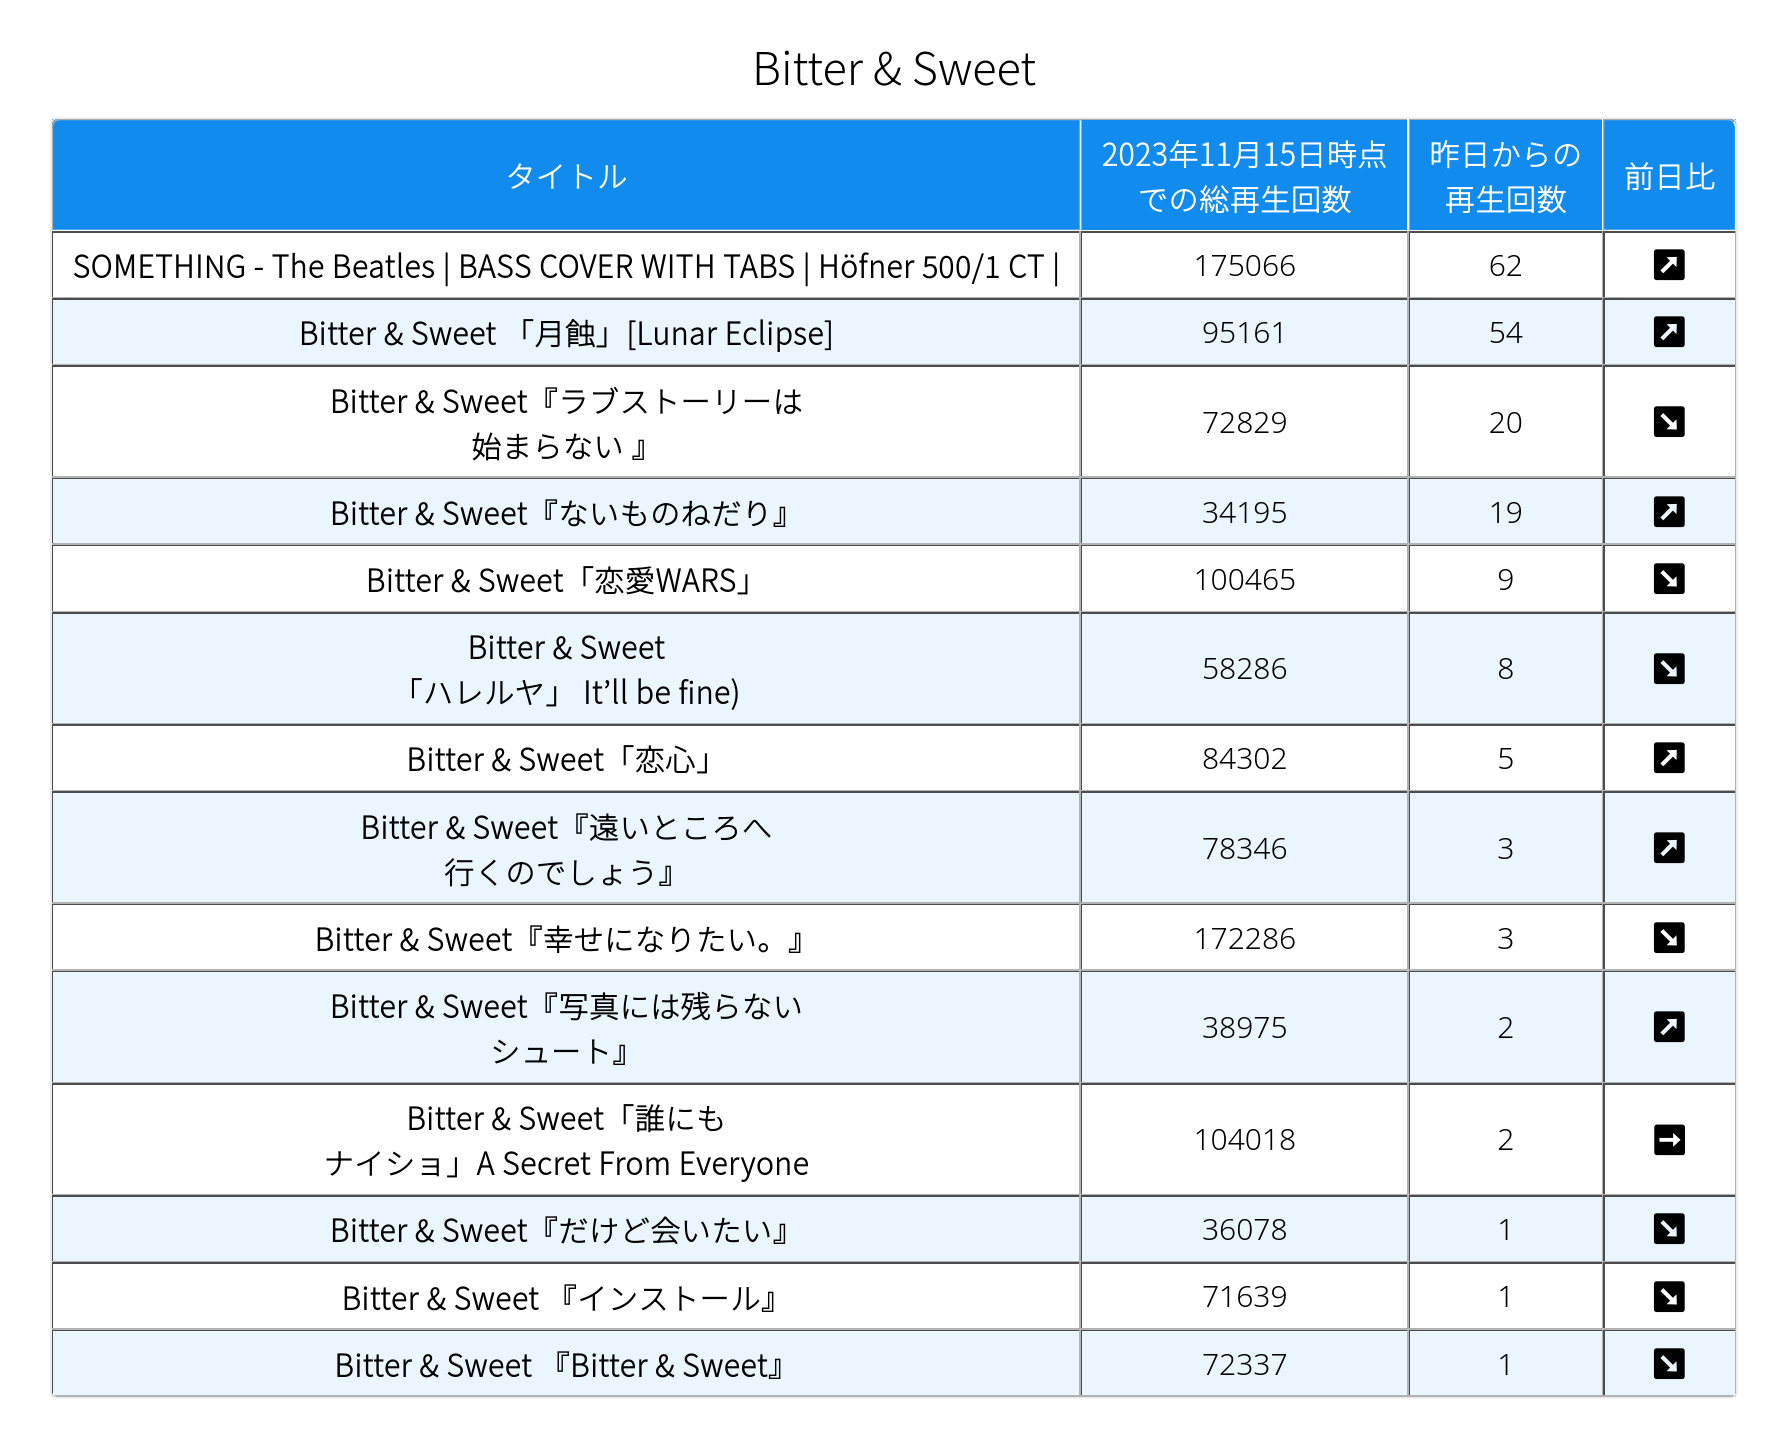 Bitter & Sweet
タイトル
2023年11月15日時点
での総再生回数
昨日からの
再生回数
前日比
SOMETHING - The Beatles | BASS COVER WITH TABS | Höfner 500/1 CT |
175066
62
↗
Bitter & Sweet 「月蝕」[Lunar Eclipse]
95161
54
↗
Bitter & Sweet『ラブストーリーは
始まらない 』
72829
20
↘
Bitter & Sweet『ないものねだり』
34195
19
↗
Bitter & Sweet「恋愛WARS」
100465
9
↘
Bitter & Sweet
「ハレルヤ」 It’ll be fine)
58286
8
↘
Bitter & Sweet「恋心」
84302
5
↗
Bitter & Sweet『遠いところへ
行くのでしょう』
78346
3
↗
Bitter & Sweet『幸せになりたい。』
172286
3
↘
Bitter & Sweet『写真には残らない
シュート』
38975
2
↗
Bitter & Sweet「誰にも
ナイショ」A Secret From Everyone
104018
2
→
Bitter & Sweet『だけど会いたい』
36078
1
↘
Bitter & Sweet 『インストール』
71639
1
↘
Bitter & Sweet 『Bitter & Sweet』
72337
1
↘